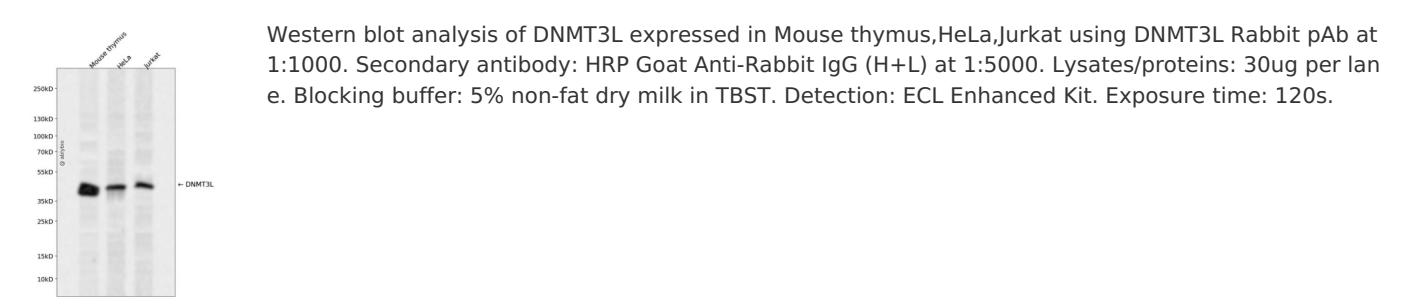 Mouse thymus
HeLa
Jurkat
250kD
130kD
100kD
70kD
55kD
35kD
25kD
15kD
10kD
@ abybio
← DNMT3L
Western blot analysis of DNMT3L expressed in Mouse thymus,HeLa,Jurkat using DNMT3L Rabbit pAb at
1:1000. Secondary antibody: HRP Goat Anti-Rabbit IgG (H+L) at 1:5000. Lysates/proteins: 30ug per lan
e. Blocking buffer: 5% non-fat dry milk in TBST. Detection: ECL Enhanced Kit. Exposure time: 120s.